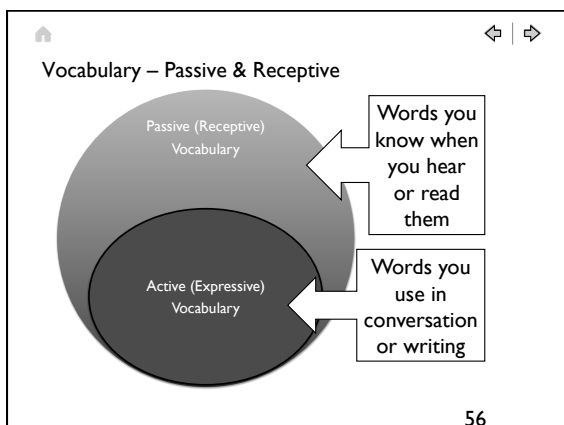 Vocabulary – Passive & Receptive
Passive (Receptive)
Vocabulary
Words you
know when
you hear
or read
them
Active (Expressive)
Vocabulary
Words you
use in
conversation
or writing
56